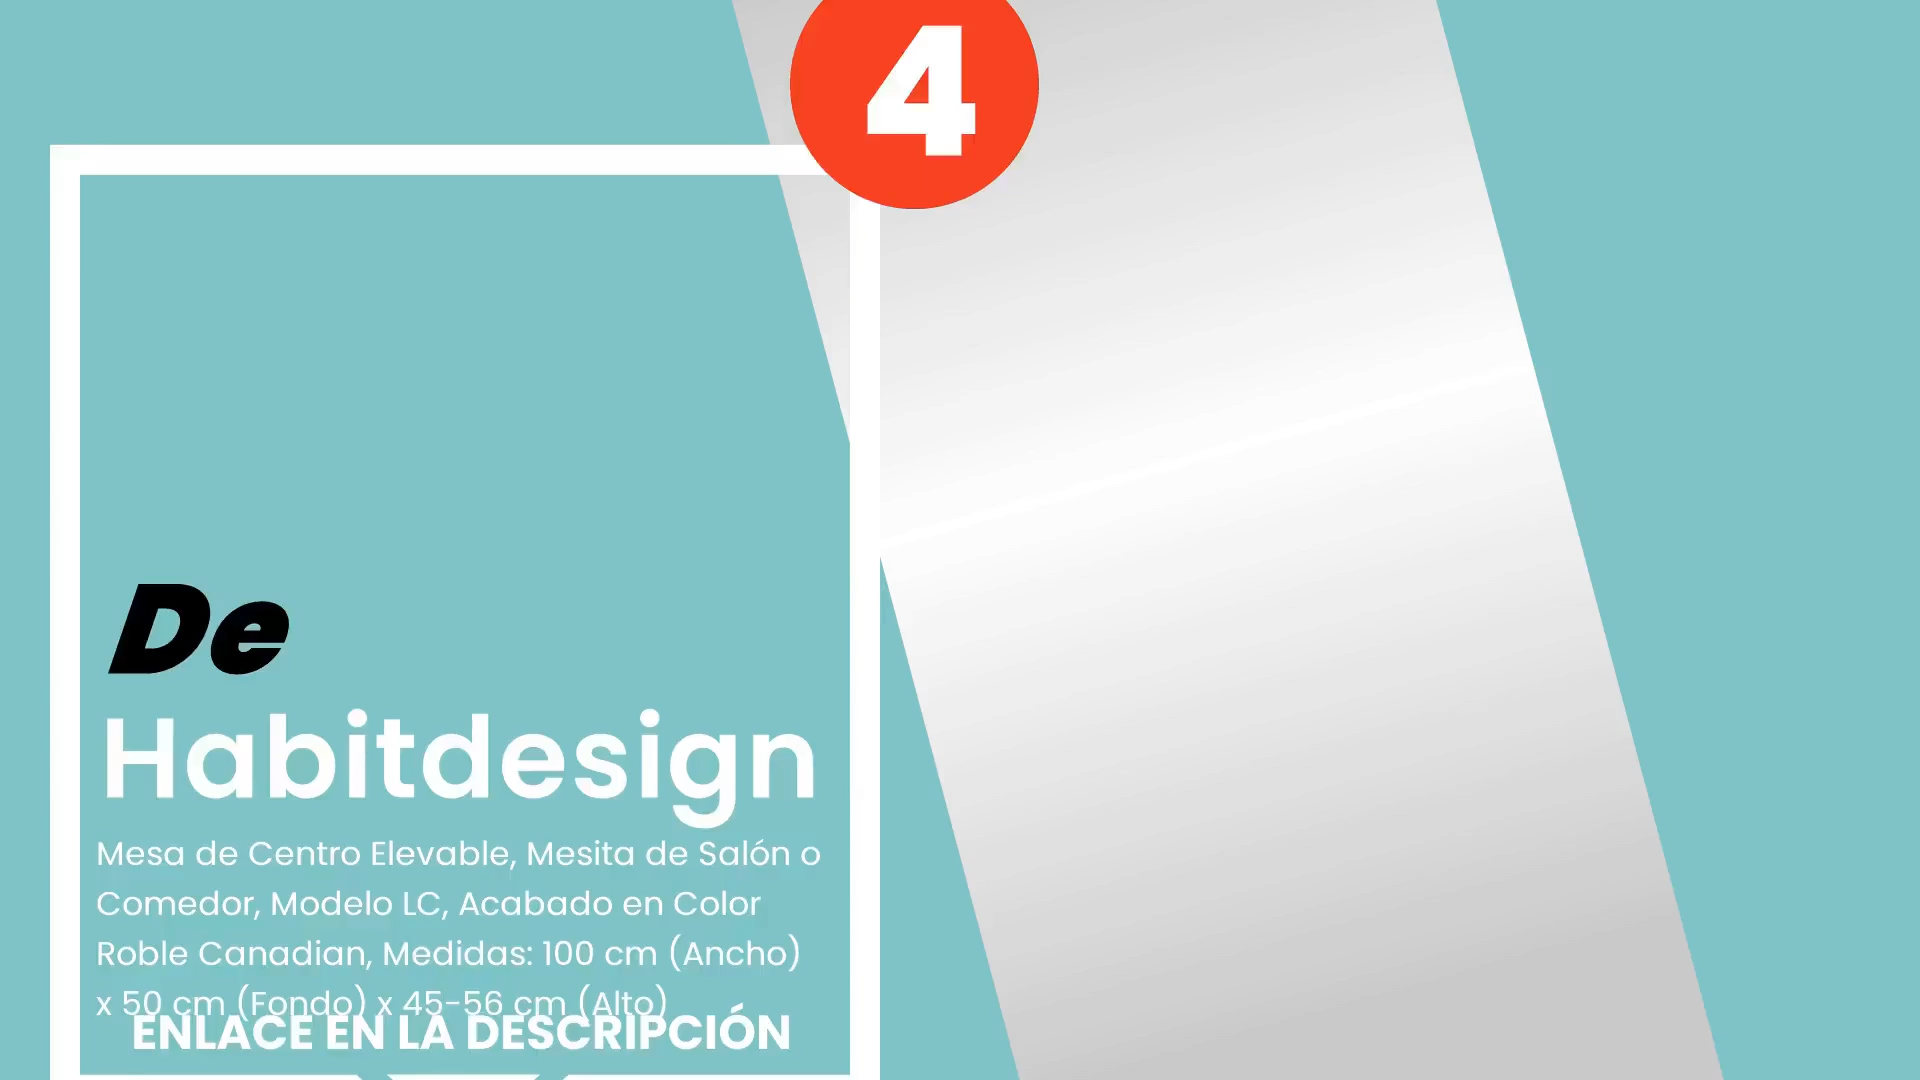 4
De
Habitdesign
Mesa de Centro Elevable, Mesita de Salón o
Comedor, Modelo LC, Acabado en Color
Roble Canadian, Medidas: 100 cm (Ancho)
x 50 cm (Fondo) x 45-56 cm (Alto)
ENLACE EN LA DESCRIPCIÓN